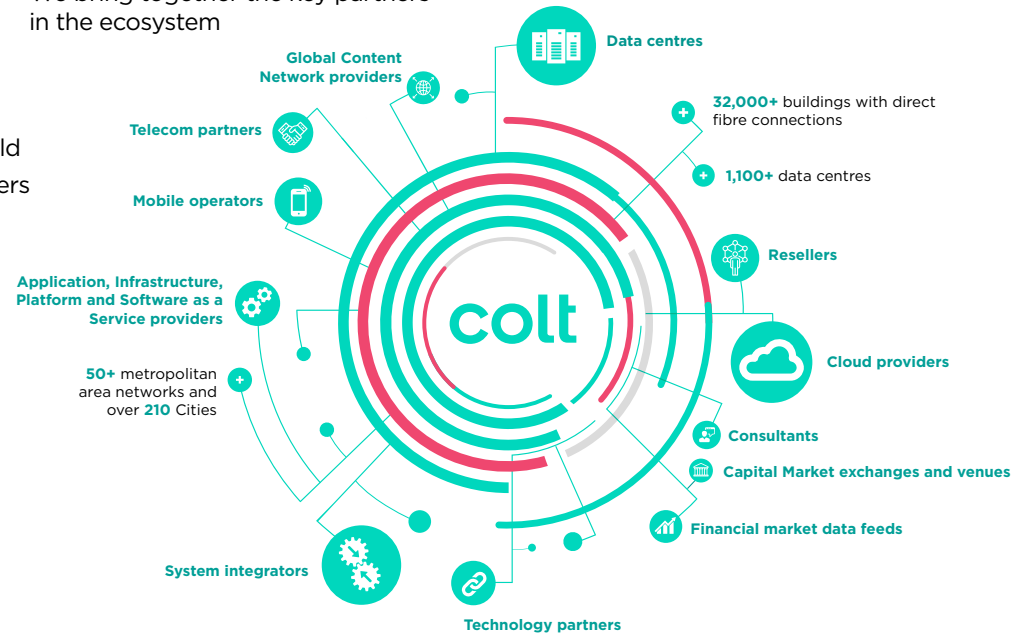 in the ecosystem
Data centres
Global Content
Network providers
32,000+ buildings with direct
fibre connections
Telecom partners
1,100+ data centres
Mobile operators
Resellers
Application, Infrastructure,
Platform and Software as a
Service providers
colt
Cloud providers
50+ metropolitan
area networks and
over 210 Cities
Consultants
Capital Market exchanges and venues
Financial market data feeds
System integrators
Technology partners